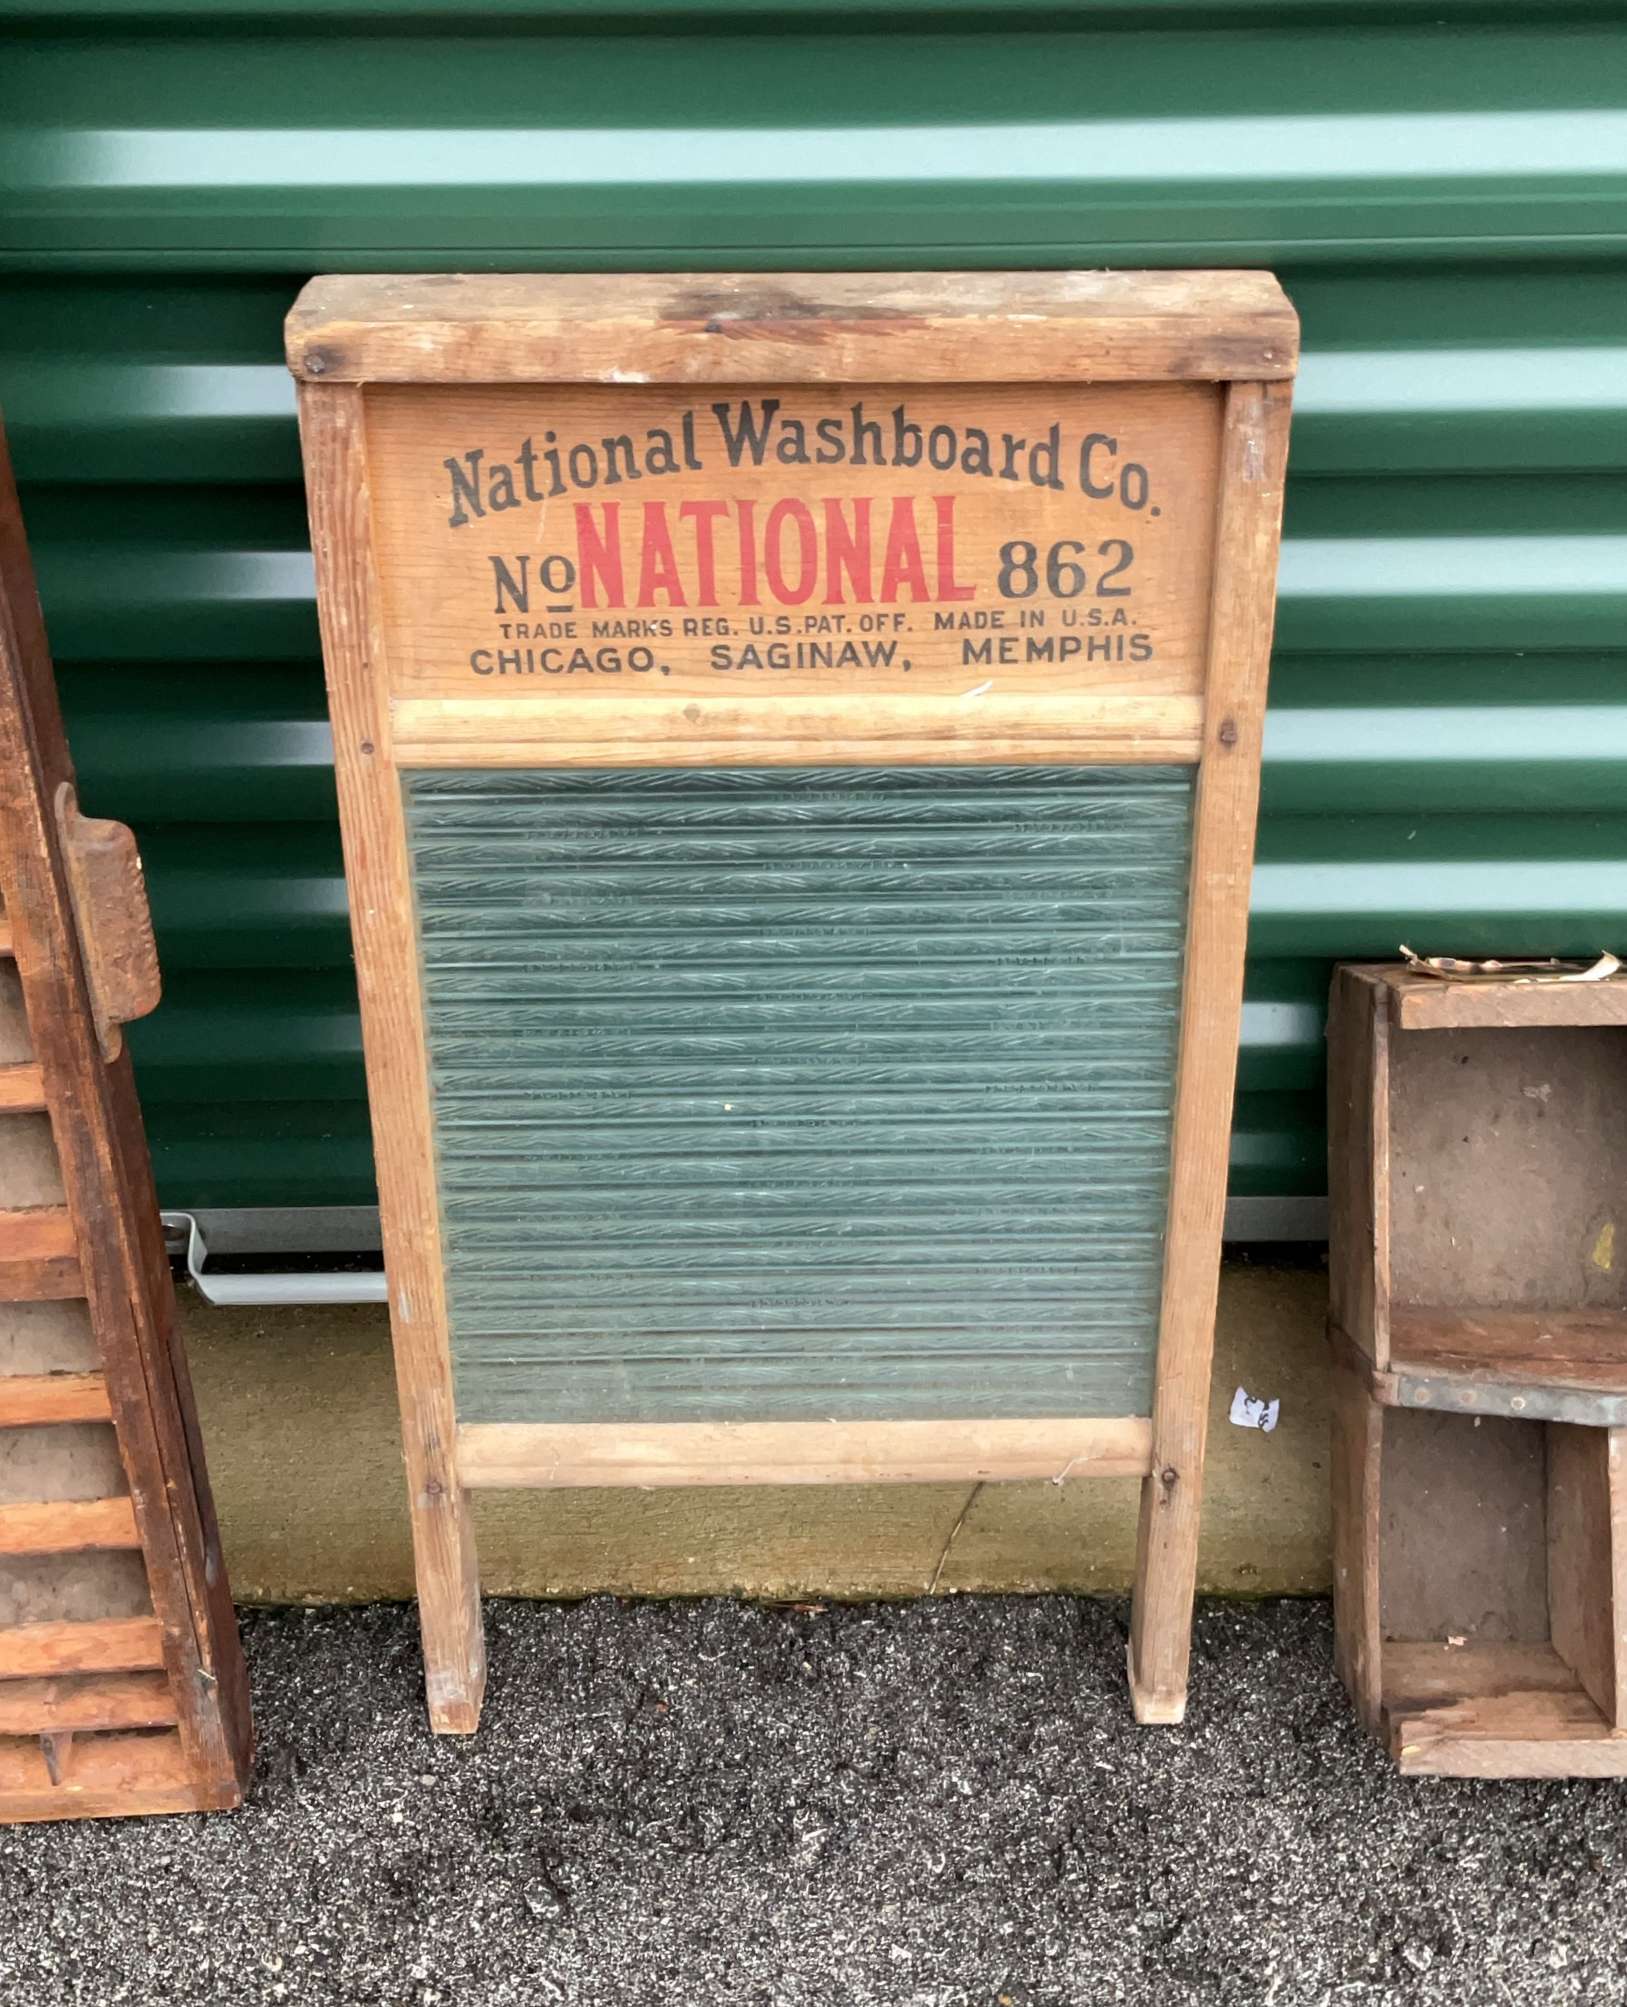 National Washboard Co.
No NATIONAL 862
TRADE MARKS REG. U.S. PAT. OFF. MADE IN U.S.A.
CHICAGO, SAGINAW, MEMPHIS